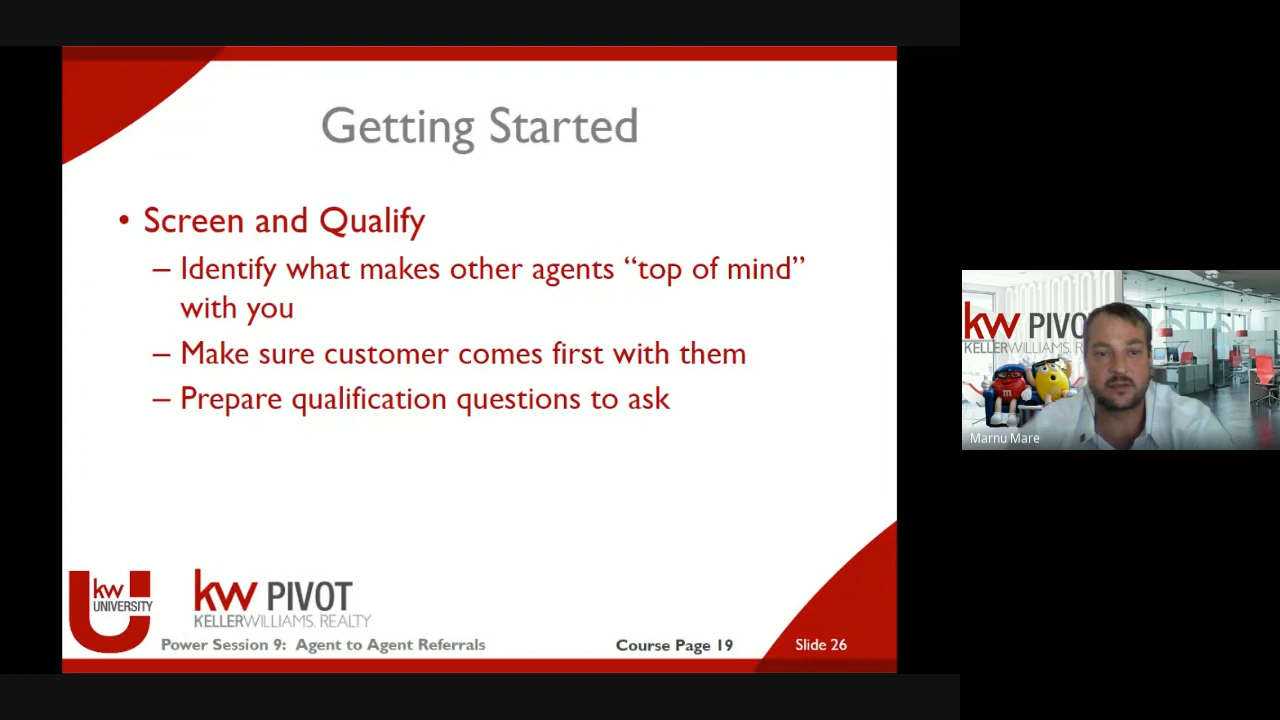 Getting Started
• Screen and Qualify
– Identify what makes other agents “top of mind”
with you
– Make sure customer comes first with them
– Prepare qualification questions to ask
kw
UNIVERSITY
kw PIVOT
KELLERWILLIAMS. REALTY
Power Session 9: Agent to Agent Referrals
Course Page 19
Slide 26
kw PIVO
KELLERWILLIAMS. R
m
Marnu Mare